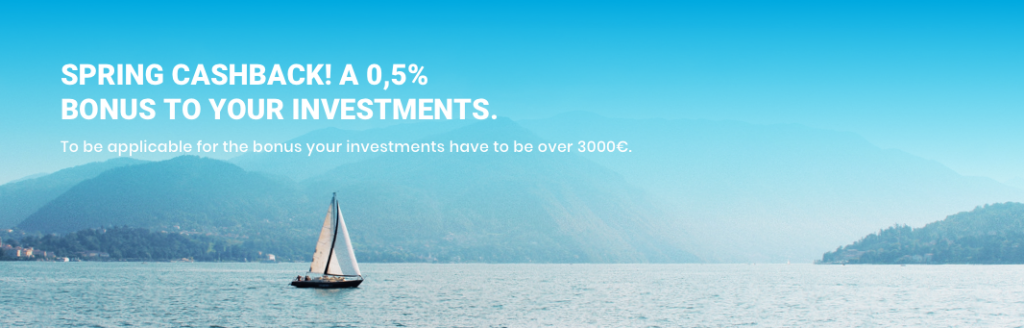 SPRING CASHBACK! A 0,5%
BONUS TO YOUR INVESTMENTS.
To be applicable for the bonus your investments have to be over 3000€.